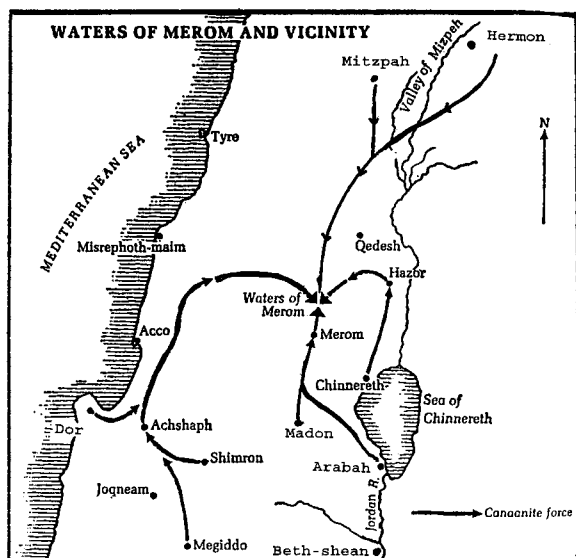 WATERS OF MEROM AND VICINITY
Hermon
Mitzpah
Valley of Mizpeh
N
Tyre
MEDITERRANEAN SEA
Misrephoth-maim
Qedesh
Hazor
Waters of
Merom
Acco
Merom
Chinnereth
Sea of
Chinnereth
Dor
Achshaph
Madon
Shimron
Arabah
Joqneam
Jordan R.
Canaanite force
Megiddo
Beth-shean